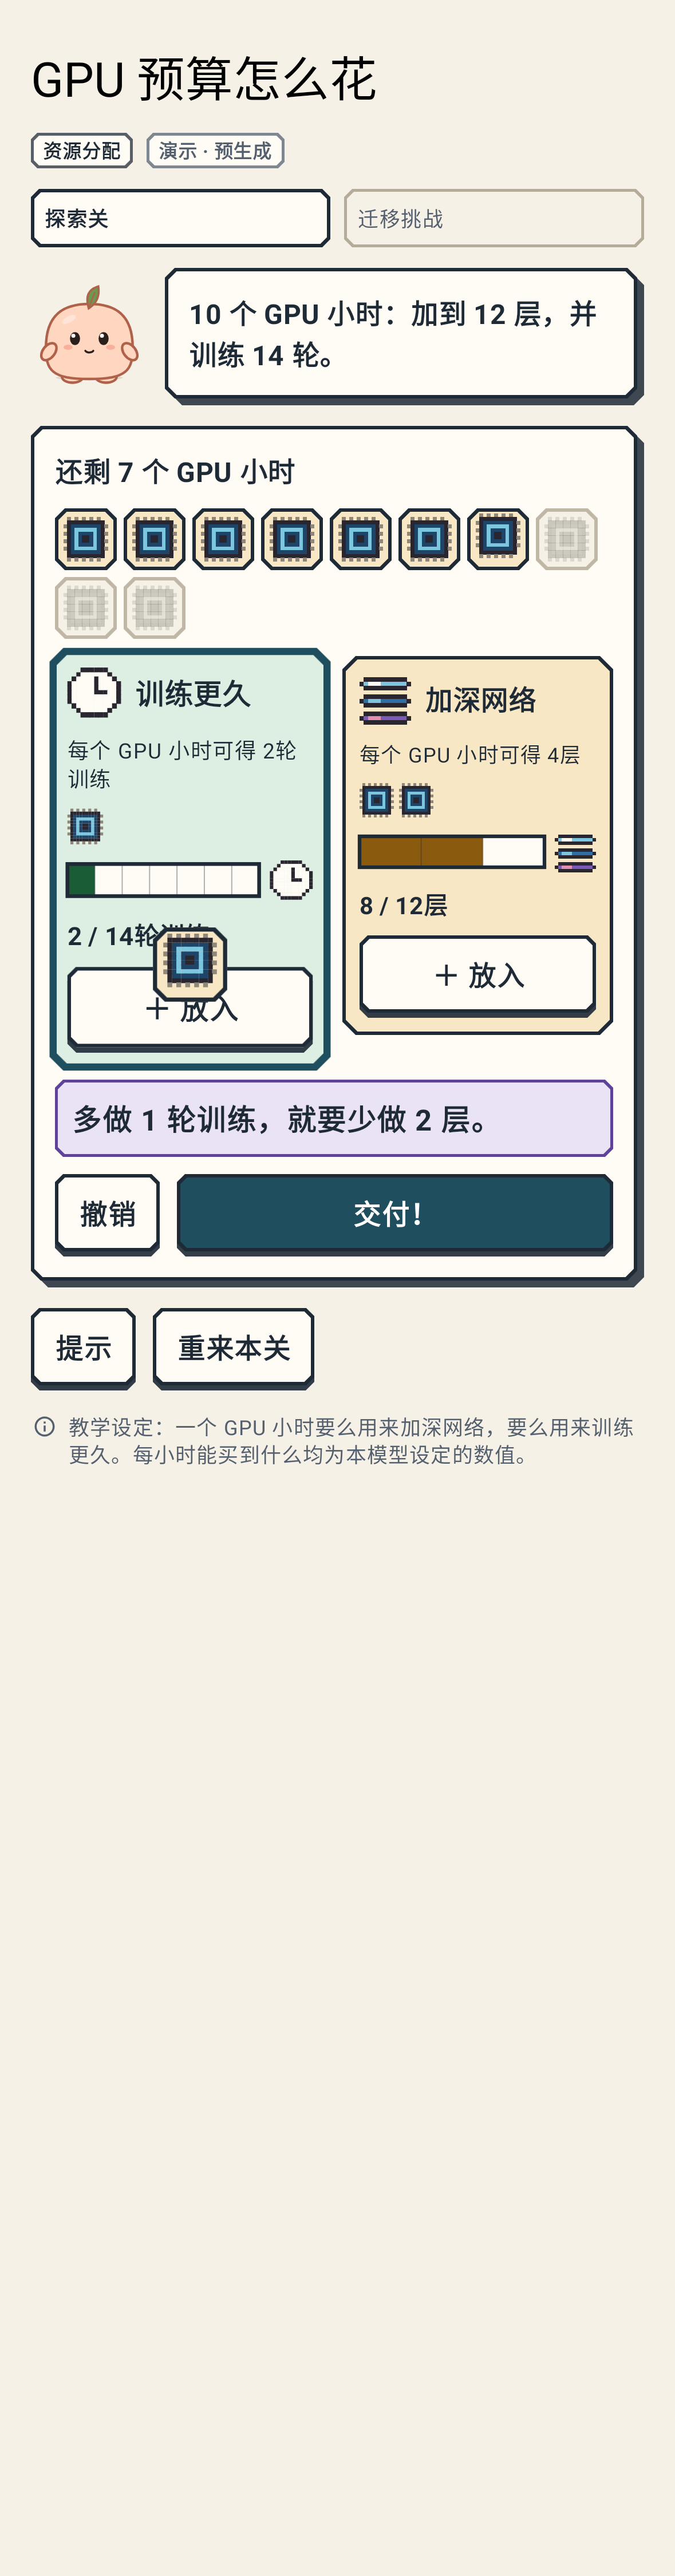 GPU 预算怎么花
资源分配
演示 · 预生成
探索关
迁移挑战
10 个 GPU 小时：加到 12 层，并
训练 14 轮。
还剩 7 个 GPU 小时
训练更久
每个 GPU 小时可得 2轮
训练
2 / 14轮训练
＋ 放入
加深网络
每个 GPU 小时可得 4层
8 / 12层
＋ 放入
多做 1 轮训练，就要少做 2 层。
撤销
交付！
提示
重来本关
教学设定：一个 GPU 小时要么用来加深网络，要么用来训练
更久。每小时能买到什么均为本模型设定的数值。